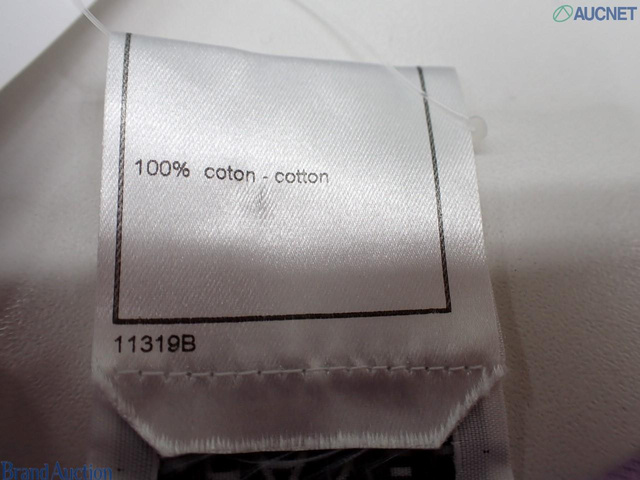 AUCNET
100% coton - cotton
11319B
Brand Auction